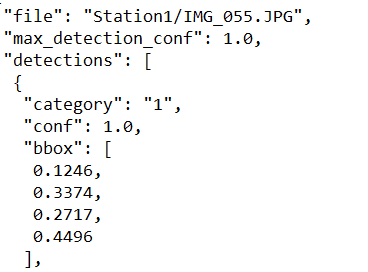 "file": "Station1/IMG_055.JPG",
"max_detection_conf": 1.0,
"detections": [
{
"category": "1",
"conf": 1.0,
"bbox": [
0.1246,
0.3374,
0.2717,
0.4496
],